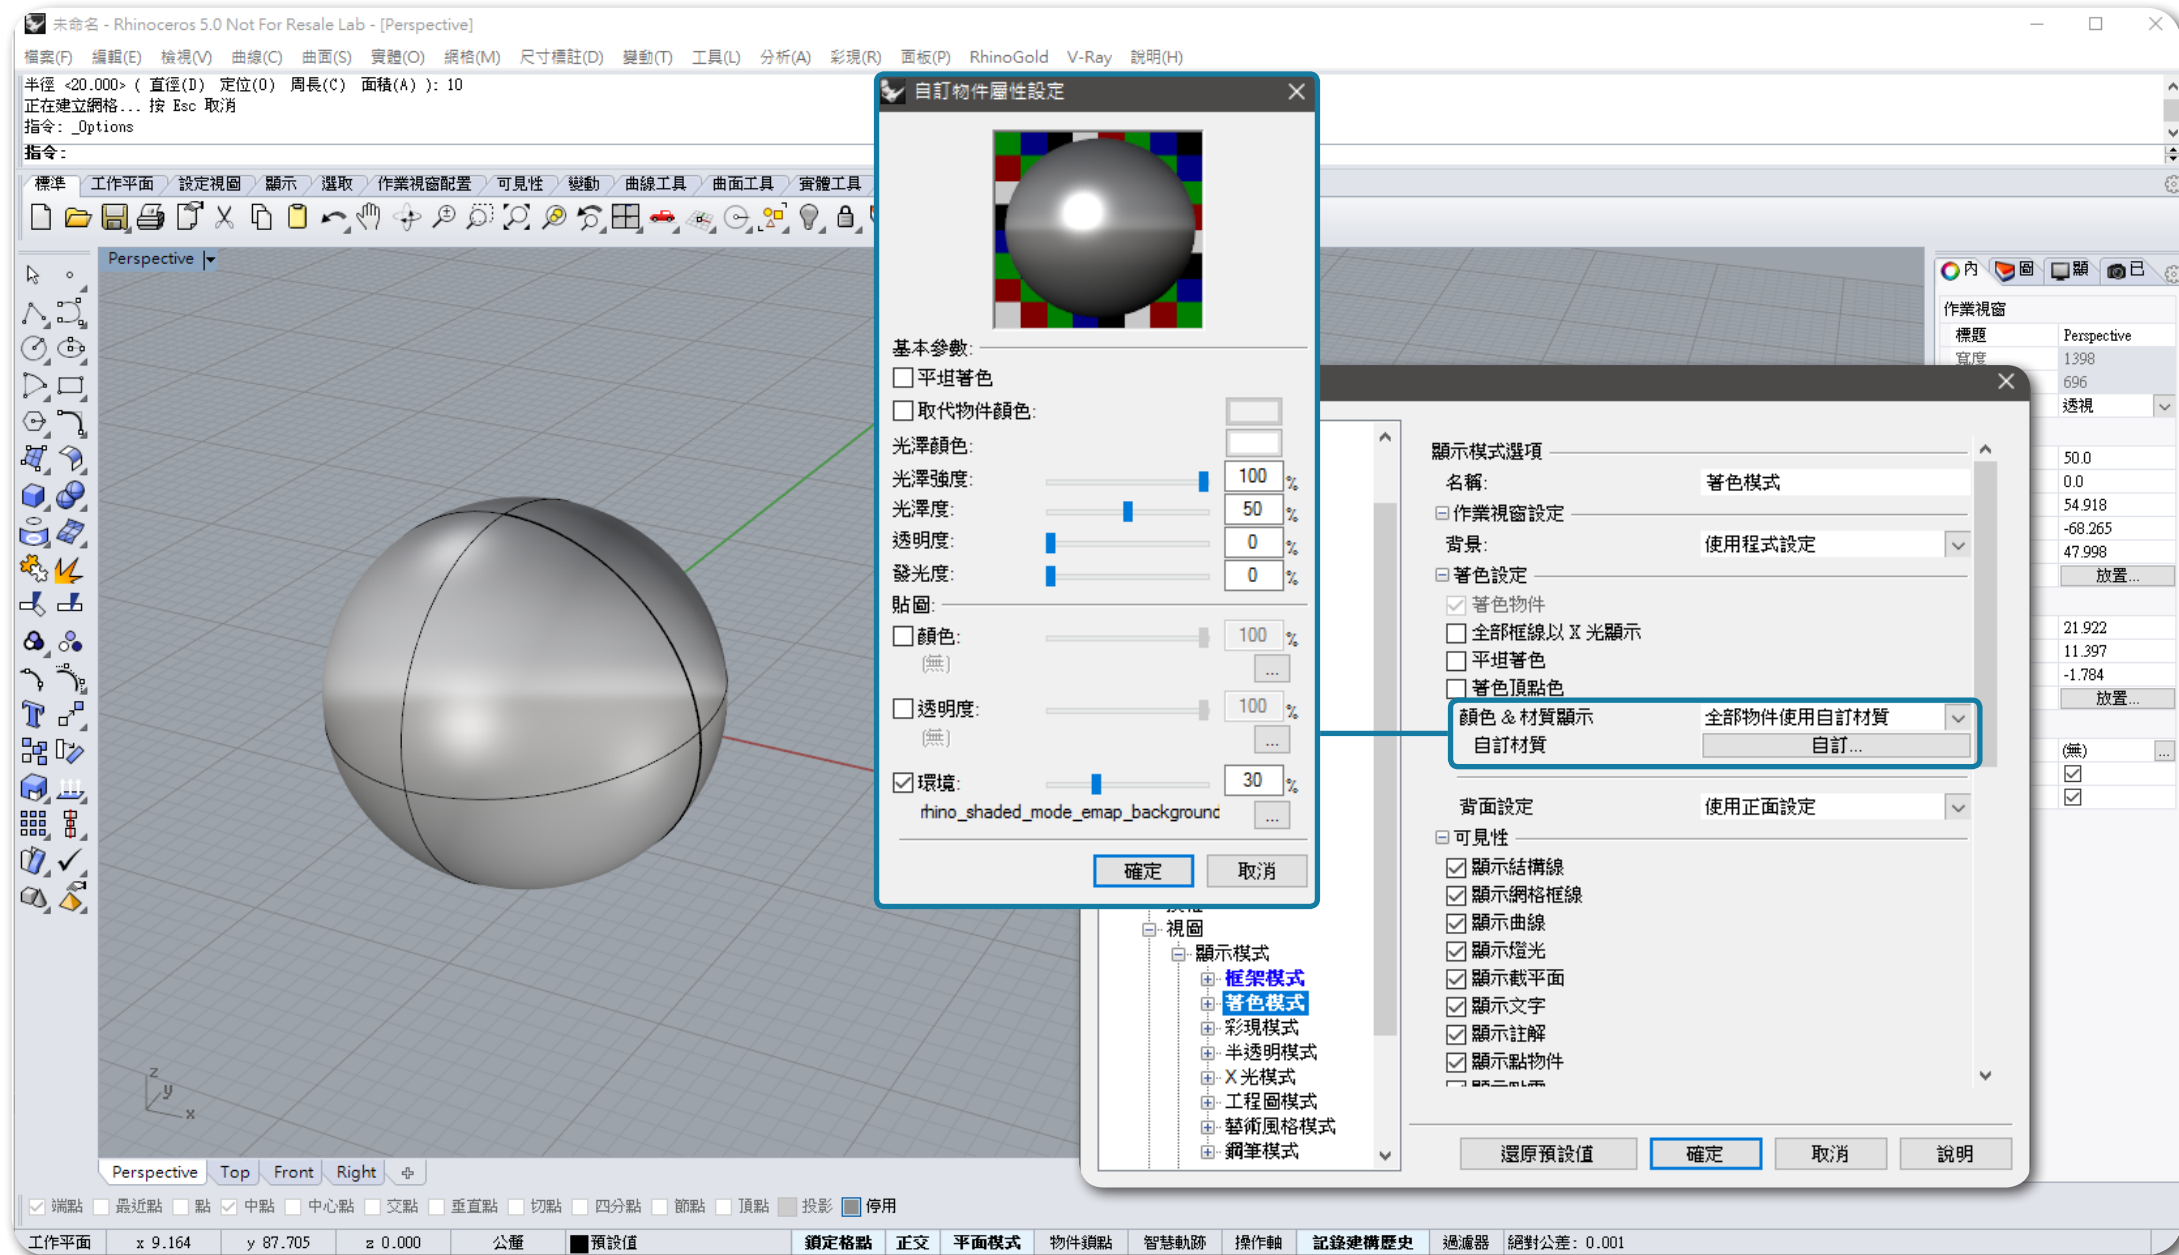 未命名 - Rhinoceros 5.0 Not For Resale Lab - [Perspective]
檔案(F) 編輯(E) 檢視(V) 曲線(C) 曲面(S) 實體(O) 網格(M) 尺寸標註(D) 變動(T) 工具(L) 分析(A) 彩現(R) 面板(P) RhinoGold V-Ray 說明(H)
半徑 <20.000> ( 直徑(D) 定位(O) 周長(C) 面積(A) ): 10
正在建立網格... 按 Esc 取消
指令: _Options
指令:
標準 工作平面 設定視圖 顯示 選取 作業視窗配置 可見性 變動 曲線工具 曲面工具 實體工具
Perspective
自訂物件屬性設定
基本參數:
平坦著色
取代物件顏色:
光澤顏色:
光澤強度: 100 %
光澤度: 50 %
透明度: 0 %
發光度: 0 %
貼圖:
顏色: 100 %
(無) ...
透明度: 100 %
(無) ...
環境: 30 %
rhino_shaded_mode_emap_background ...
確定 取消
視圖
顯示模式
框架模式
著色模式
彩現模式
半透明模式
X 光模式
工程圖模式
藝術風格模式
鋼筆模式
顯示模式選項
名稱: 著色模式
作業視窗設定
背景: 使用程式設定
著色設定
著色物件
全部框線以 X 光顯示
平坦著色
著色頂點色
顏色 & 材質顯示 全部物件使用自訂材質
自訂材質 自訂...
背面設定 使用正面設定
可見性
顯示結構線
顯示網格框線
顯示曲線
顯示燈光
顯示截平面
顯示文字
顯示註解
顯示點物件
還原預設值 確定 取消 說明
內 圖 顯 已
作業視窗
標題 Perspective
寬度 1398
696
透視
50.0
0.0
54.918
-68.265
47.998
放置...
21.922
11.397
-1.784
放置...
(無) ...
z
y
x
Perspective Top Front Right
端點 最近點 點 中點 中心點 交點 垂直點 切點 四分點 節點 頂點 投影 停用
工作平面 x 9.164 y 87.705 z 0.000 公釐 預設值 鎖定格點 正交 平面模式 物件鎖點 智慧軌跡 操作軸 記錄建構歷史 過濾器 絕對公差: 0.001